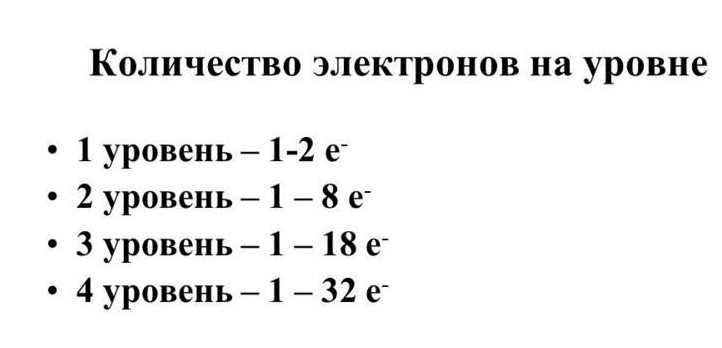 Количество электронов на уровне
• 1 уровень – 1-2 е⁻
• 2 уровень – 1 – 8 е⁻
• 3 уровень – 1 – 18 е⁻
• 4 уровень – 1 – 32 е⁻